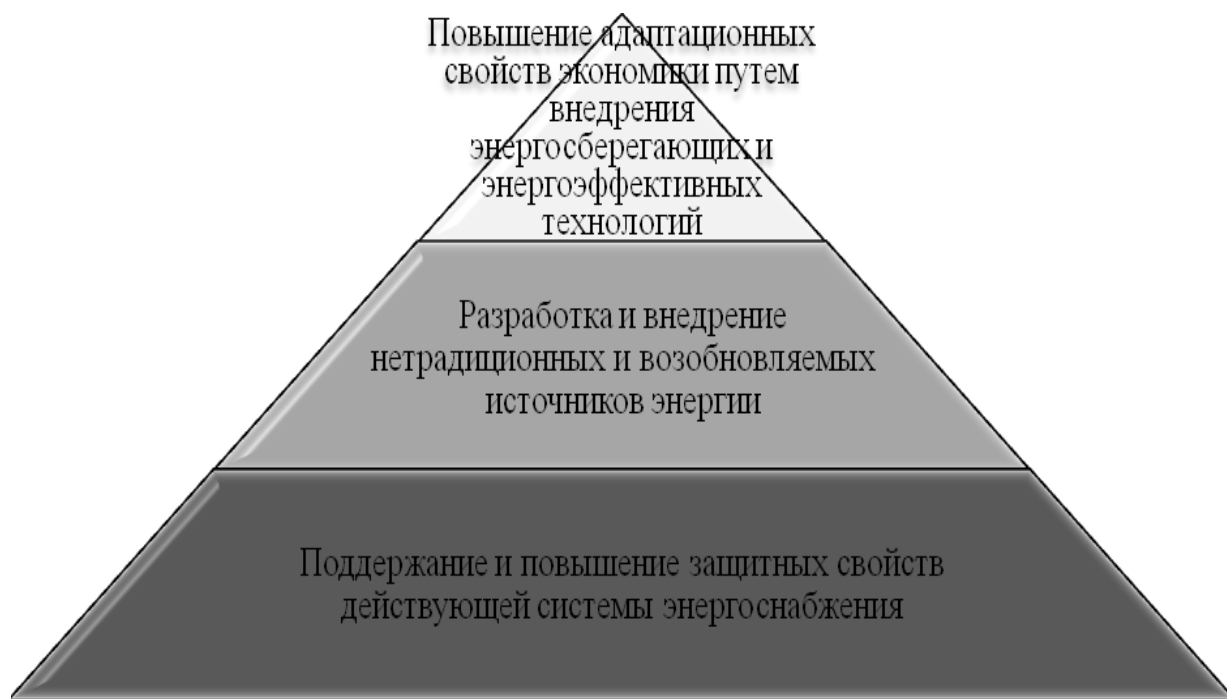 Повышение адаптационных
свойств экономики путем
внедрения
энергосберегающих и
энергоэффективных
технологий
Разработка и внедрение
нетрадиционных и возобновляемых
источников энергии
Поддержание и повышение защитных свойств
действующей системы энергоснабжения